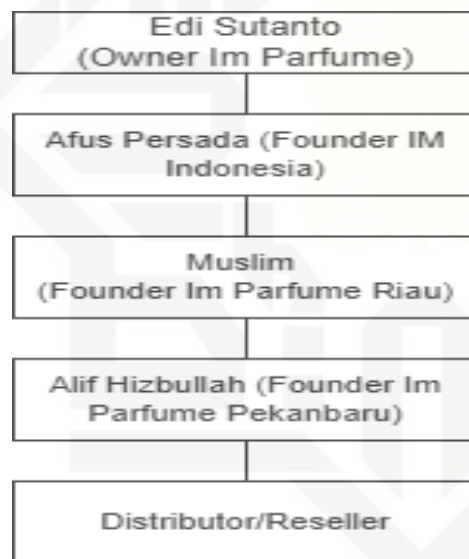 Edi Sutanto
(Owner Im Parfume)
Afus Persada (Founder IM
Indonesia)
Muslim
(Founder Im Parfume Riau)
Alif Hizbullah (Founder Im
Parfume Pekanbaru)
Distributor/Reseller